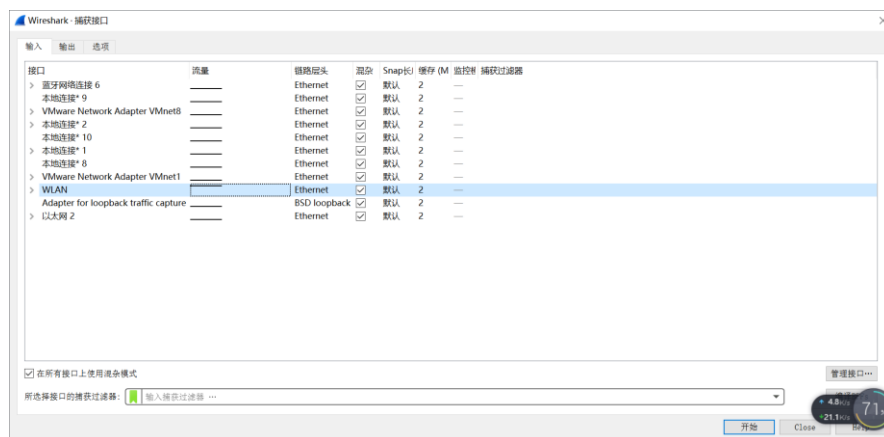 Wireshark · 捕获接口
输入 输出 选项
接口 流量 链路层头 混杂 Snap长( 缓存 (M 监控模 捕获过滤器
蓝牙网络连接 6 Ethernet 默认 2 —
本地连接* 9 Ethernet 默认 2 —
VMware Network Adapter VMnet8 Ethernet 默认 2 —
本地连接* 2 Ethernet 默认 2 —
本地连接* 10 Ethernet 默认 2 —
本地连接* 1 Ethernet 默认 2 —
本地连接* 8 Ethernet 默认 2 —
VMware Network Adapter VMnet1 Ethernet 默认 2 —
WLAN Ethernet 默认 2 —
Adapter for loopback traffic capture BSD loopback 默认 2 —
以太网 2 Ethernet 默认 2 —
在所有接口上使用混杂模式 管理接口…
所选择接口的捕获过滤器: 输入捕获过滤器 …
4.8K/s
71
21.1K/s
开始 Close Help